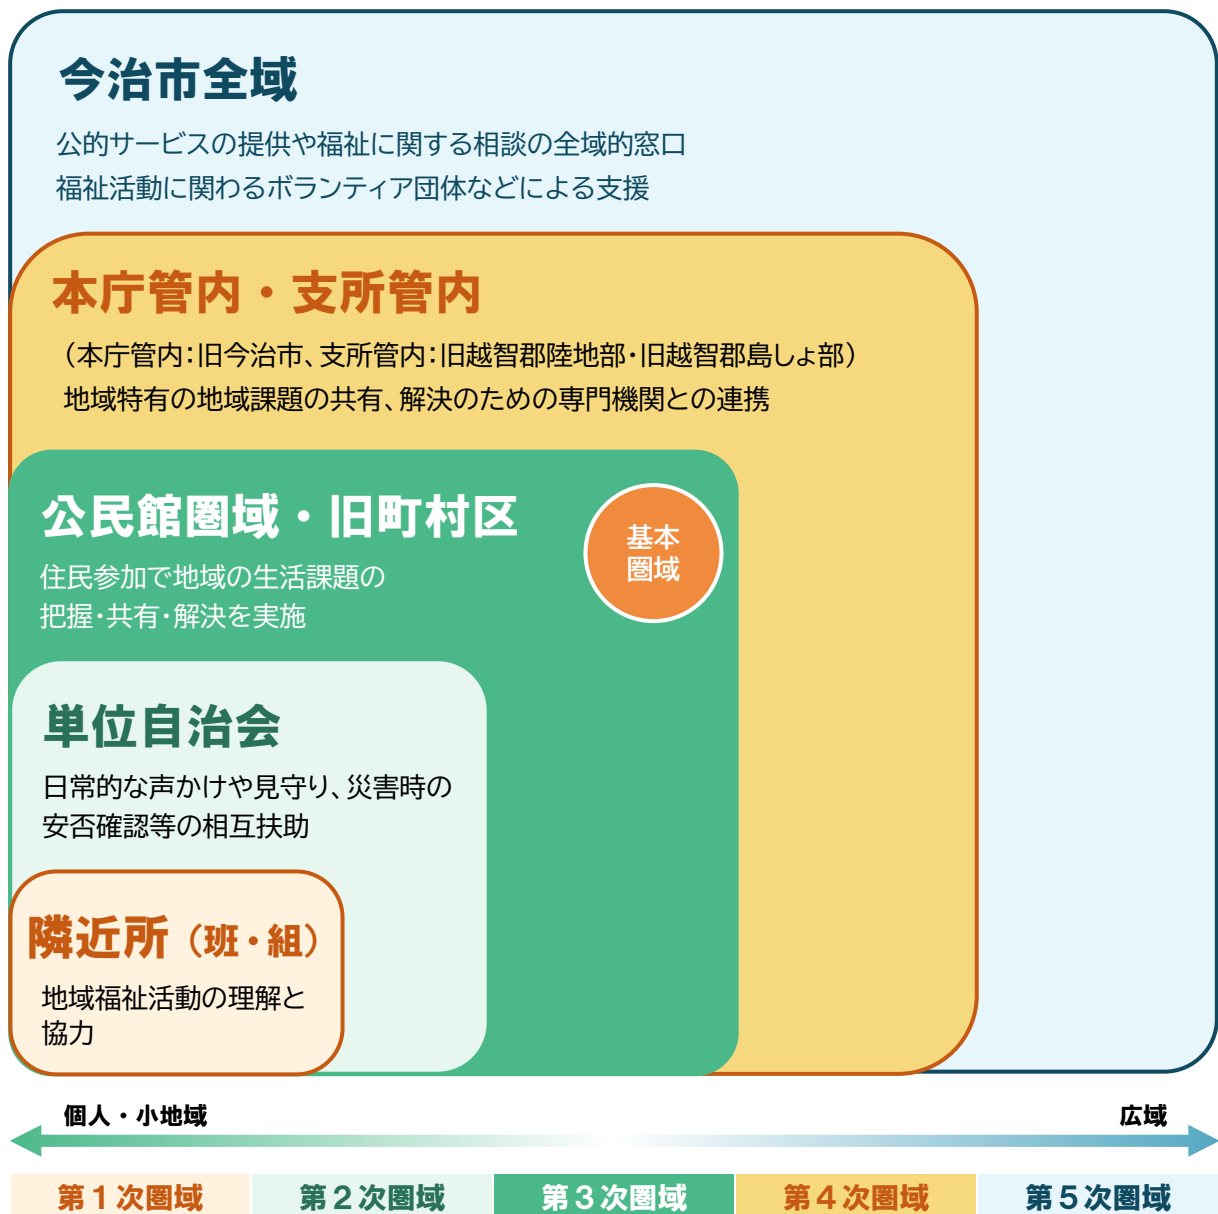 今治市全域
公的サービスの提供や福祉に関する相談の全域的窓口
福祉活動に関わるボランティア団体などによる支援
本庁管内・支所管内
（本庁管内：旧今治市、支所管内：旧越智郡陸地部・旧越智郡島しょ部）
地域特有の地域課題の共有、解決のための専門機関との連携
公民館圏域・旧町村区
基本
圏域
住民参加で地域の生活課題の
把握・共有・解決を実施
単位自治会
日常的な声かけや見守り、災害時の
安否確認等の相互扶助
隣近所（班・組）
地域福祉活動の理解と
協力
個人・小地域
広域
第１次圏域
第２次圏域
第３次圏域
第４次圏域
第５次圏域